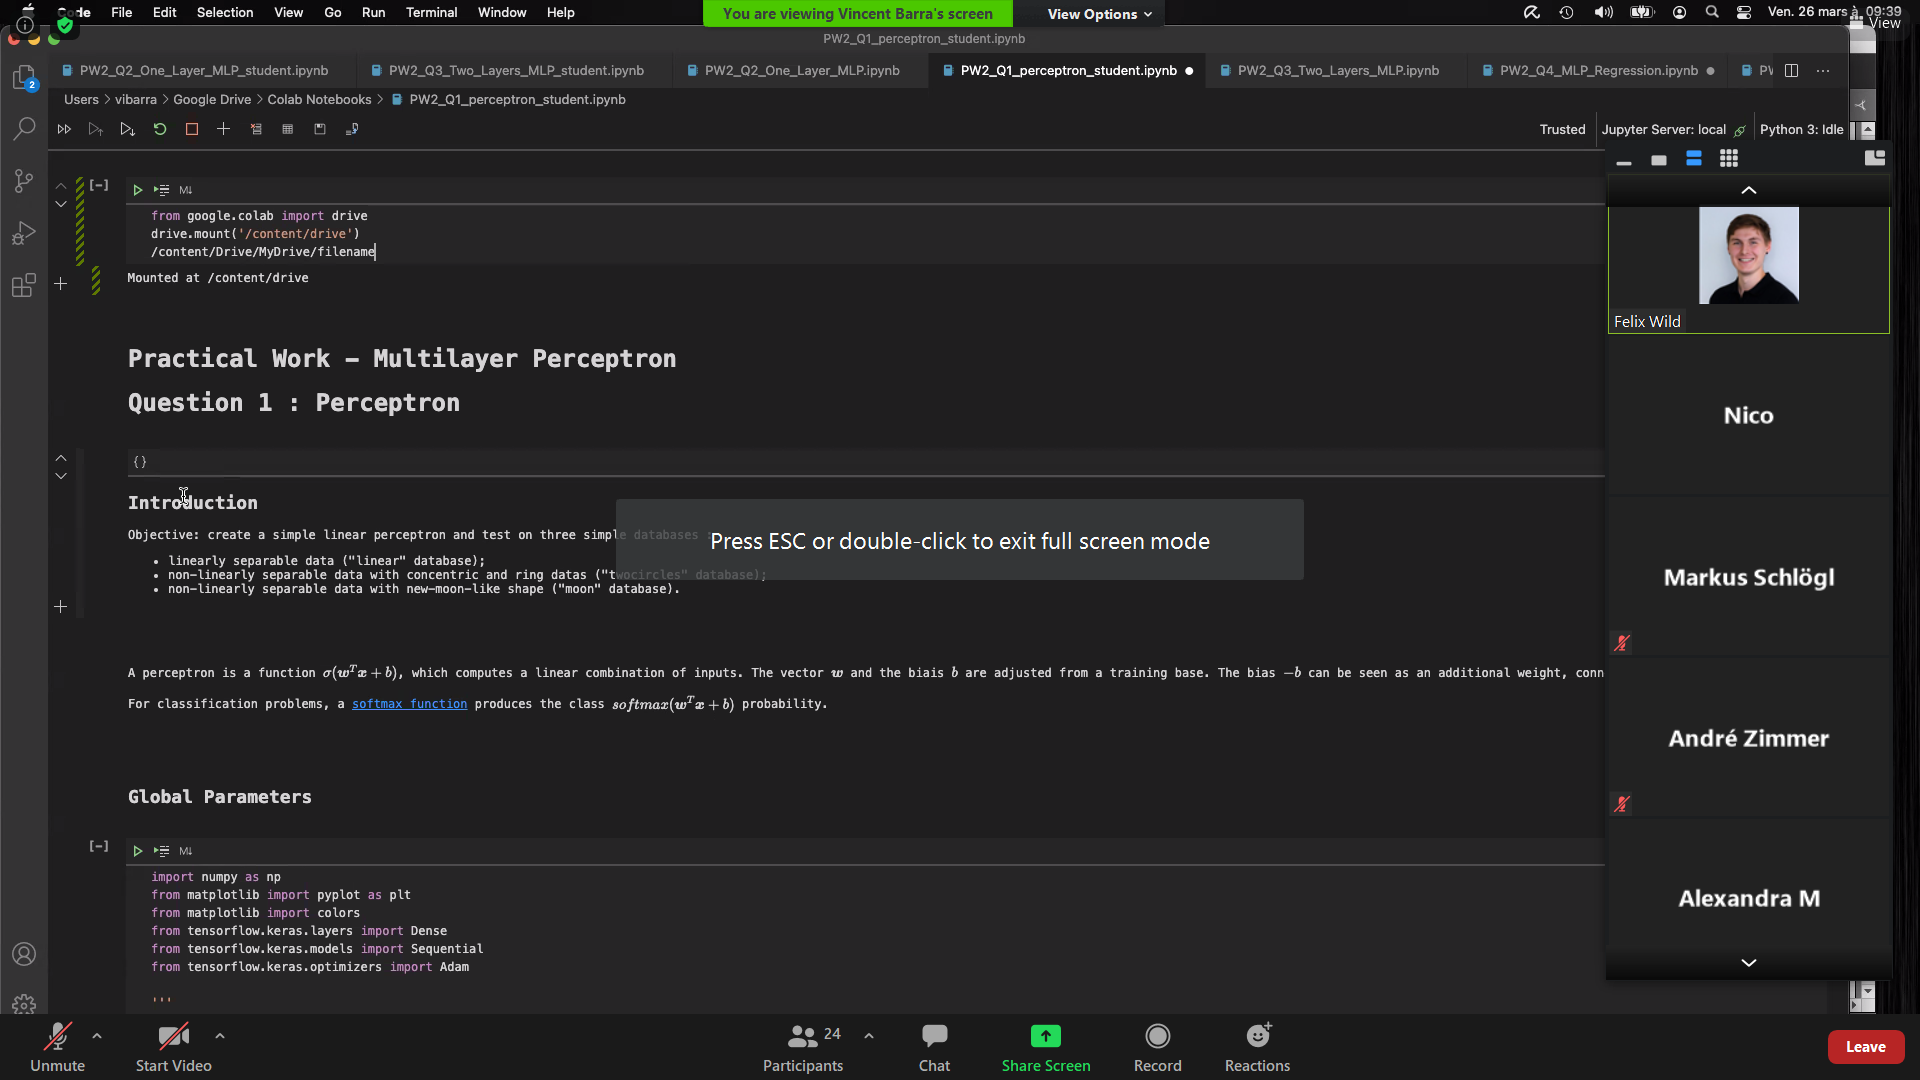 Code File Edit Selection View Go Run Terminal Window Help
You are viewing Vincent Barra's screen View Options
Ven. 26 mars à 09:39
View
PW2_Q1_perceptron_student.ipynb
PW2_Q2_One_Layer_MLP_student.ipynb PW2_Q3_Two_Layers_MLP_student.ipynb PW2_Q2_One_Layer_MLP.ipynb PW2_Q1_perceptron_student.ipynb PW2_Q3_Two_Layers_MLP.ipynb PW2_Q4_MLP_Regression.ipynb
Users > vibarra > Google Drive > Colab Notebooks > PW2_Q1_perceptron_student.ipynb
2
Trusted Jupyter Server: local Python 3: Idle
[-] M↓
from google.colab import drive
drive.mount('/content/drive')
/content/Drive/MyDrive/filename
Mounted at /content/drive
Practical Work – Multilayer Perceptron
Question 1 : Perceptron
{}
Introduction
Objective: create a simple linear perceptron and test on three simple databases :
• linearly separable data ("linear" database);
• non-linearly separable data with concentric and ring datas ("twocircles" database);
• non-linearly separable data with new-moon-like shape ("moon" database).
Press ESC or double-click to exit full screen mode
A perceptron is a function σ(w^T x + b), which computes a linear combination of inputs. The vector w and the biais b are adjusted from a training base. The bias −b can be seen as an additional weight, conn
For classification problems, a softmax function produces the class softmax(w^T x + b) probability.
Global Parameters
[-] M↓
import numpy as np
from matplotlib import pyplot as plt
from matplotlib import colors
from tensorflow.keras.layers import Dense
from tensorflow.keras.models import Sequential
from tensorflow.keras.optimizers import Adam
'''
Felix Wild
Nico
Markus Schlögl
André Zimmer
Alexandra M
Unmute Start Video Participants 24 Chat Share Screen Record Reactions Leave